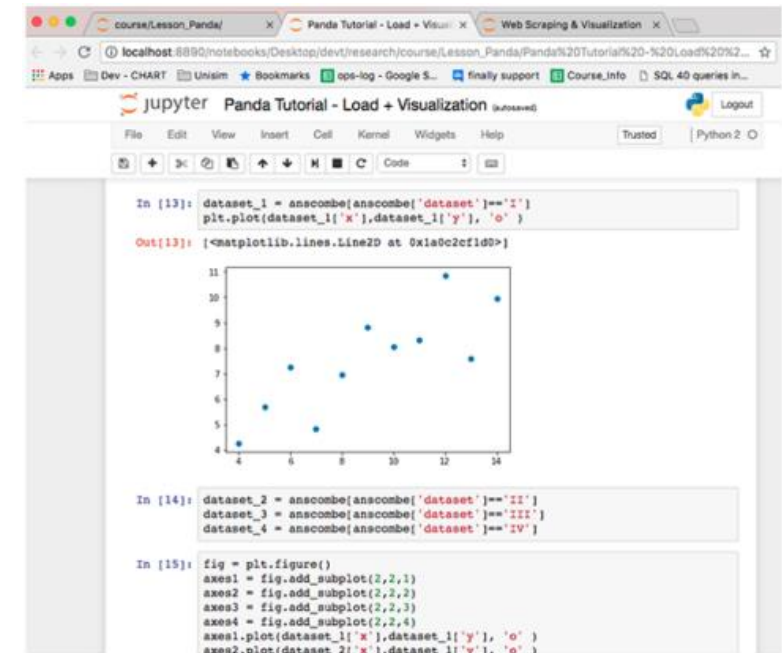 course/Lesson_Panda/ × Panda Tutorial - Load + Visual × Web Scraping & Visualization ×
localhost:8890/notebooks/Desktop/devt/research/course/Lesson_Panda/Panda%20Tutorial%20-%20Load%20%2...
Apps Dev - CHART Unisim Bookmarks ops-log - Google S... finally support Course_Info SQL 40 queries in...
jupyter Panda Tutorial - Load + Visualization (autosaved) Logout
File Edit View Insert Cell Kernel Widgets Help Trusted Python 2
Code
In [13]: dataset_1 = anscombe[anscombe['dataset']=='I']
plt.plot(dataset_1['x'],dataset_1['y'], 'o' )
Out[13]: [<matplotlib.lines.Line2D at 0x1a0c2cf1d0>]
11
10
9
8
7
6
5
4
4 6 8 10 12 14
In [14]: dataset_2 = anscombe[anscombe['dataset']=='II']
dataset_3 = anscombe[anscombe['dataset']=='III']
dataset_4 = anscombe[anscombe['dataset']=='IV']
In [15]: fig = plt.figure()
axes1 = fig.add_subplot(2,2,1)
axes2 = fig.add_subplot(2,2,2)
axes3 = fig.add_subplot(2,2,3)
axes4 = fig.add_subplot(2,2,4)
axes1.plot(dataset_1['x'],dataset_1['y'], 'o' )
axes2.plot(dataset_2['x'],dataset_2['y'], 'o' )